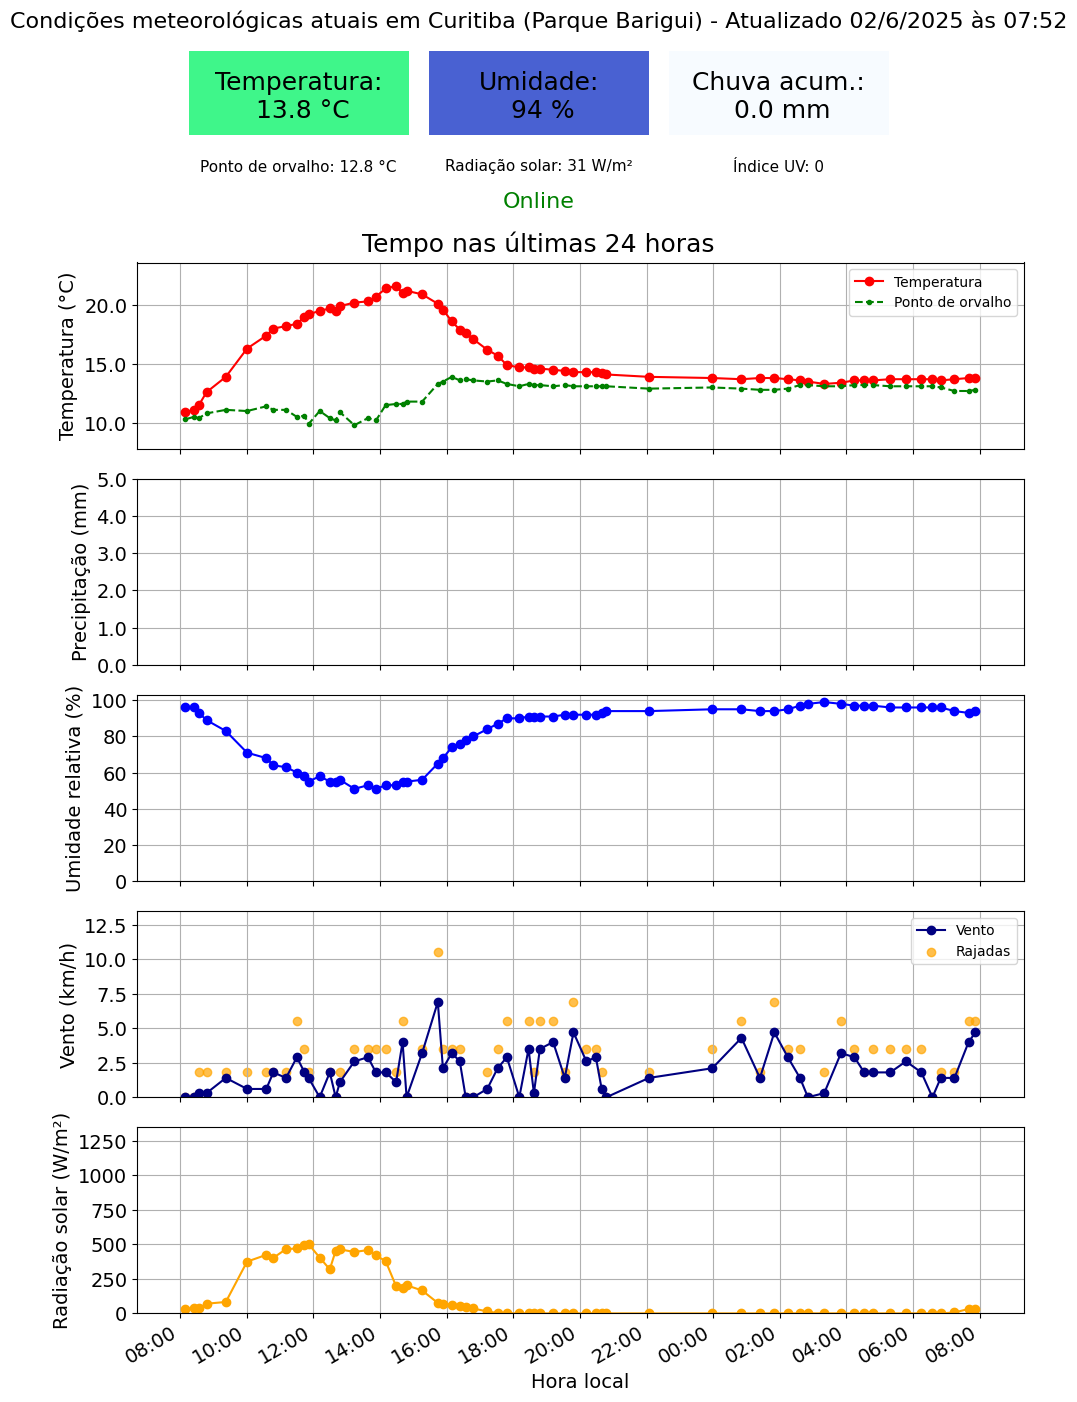 Condições meteorológicas atuais em Curitiba (Parque Barigui) - Atualizado 02/6/2025 às 07:52
Temperatura:
13.8 °C
Umidade:
94 %
Chuva acum.:
0.0 mm
Ponto de orvalho: 12.8 °C
Radiação solar: 31 W/m²
Índice UV: 0
Online
Tempo nas últimas 24 horas
Temperatura (°C)
20.0
15.0
10.0
Temperatura
Ponto de orvalho
Precipitação (mm)
5.0
4.0
3.0
2.0
1.0
0.0
Umidade relativa (%)
100
80
60
40
20
0
Vento (km/h)
12.5
10.0
7.5
5.0
2.5
0.0
Vento
Rajadas
Radiação solar (W/m²)
1250
1000
750
500
250
0
08:00
10:00
12:00
14:00
16:00
18:00
20:00
22:00
00:00
02:00
04:00
06:00
08:00
Hora local